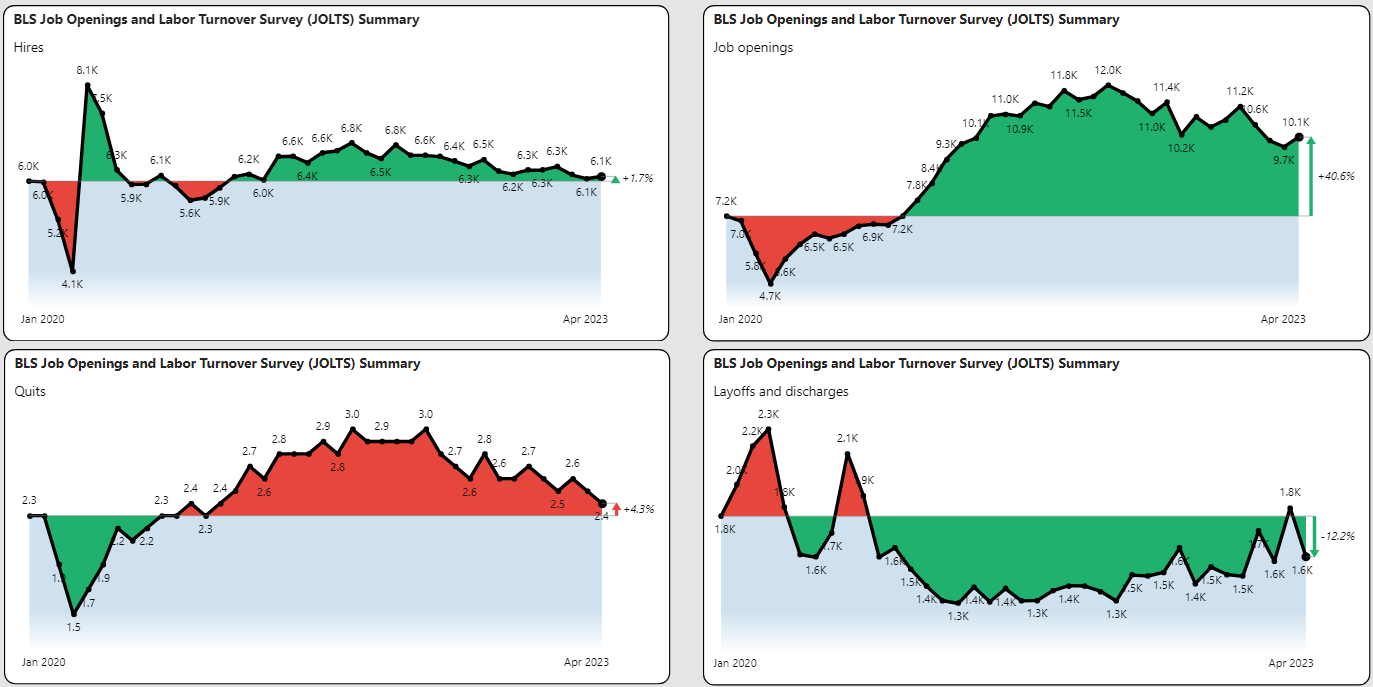 BLS Job Openings and Labor Turnover Survey (JOLTS) Summary
Hires
8.1K
6.6K 6.6K 6.8K 6.8K 6.6K 6.4K 6.5K 6.3K 6.3K 6.1K
6.0K 6.1K 6.2K
+1.7%
5.9K 5.6K 5.9K 6.0K 6.4K 6.5K 6.3K 6.2K 6.3K 6.1K
4.1K
Jan 2020 Apr 2023
BLS Job Openings and Labor Turnover Survey (JOLTS) Summary
Job openings
11.8K 12.0K
11.0K 11.4K 11.2K
10.1K
10.9K 11.5K 11.0K 10.2K 9.7K
9.3K
+40.6%
7.8K
7.2K 7.2K
6.5K 6.5K 6.9K
4.7K
Jan 2020 Apr 2023
BLS Job Openings and Labor Turnover Survey (JOLTS) Summary
Quits
2.9 3.0 2.9 3.0
2.7 2.8 2.7 2.8 2.7
2.6 2.8 2.6 2.6 2.6
2.3 2.3 2.4 2.4 2.5 2.4
+4.3%
2.3
2.2
1.9
1.7
1.5
Jan 2020 Apr 2023
BLS Job Openings and Labor Turnover Survey (JOLTS) Summary
Layoffs and discharges
2.3K
2.2K 2.1K
1.8K
1.8K
-12.2%
1.6K 1.6K 1.6K 1.6K
1.5K 1.5K 1.5K 1.5K
1.4K 1.4K 1.4K 1.4K 1.4K
1.3K 1.3K 1.3K
Jan 2020 Apr 2023